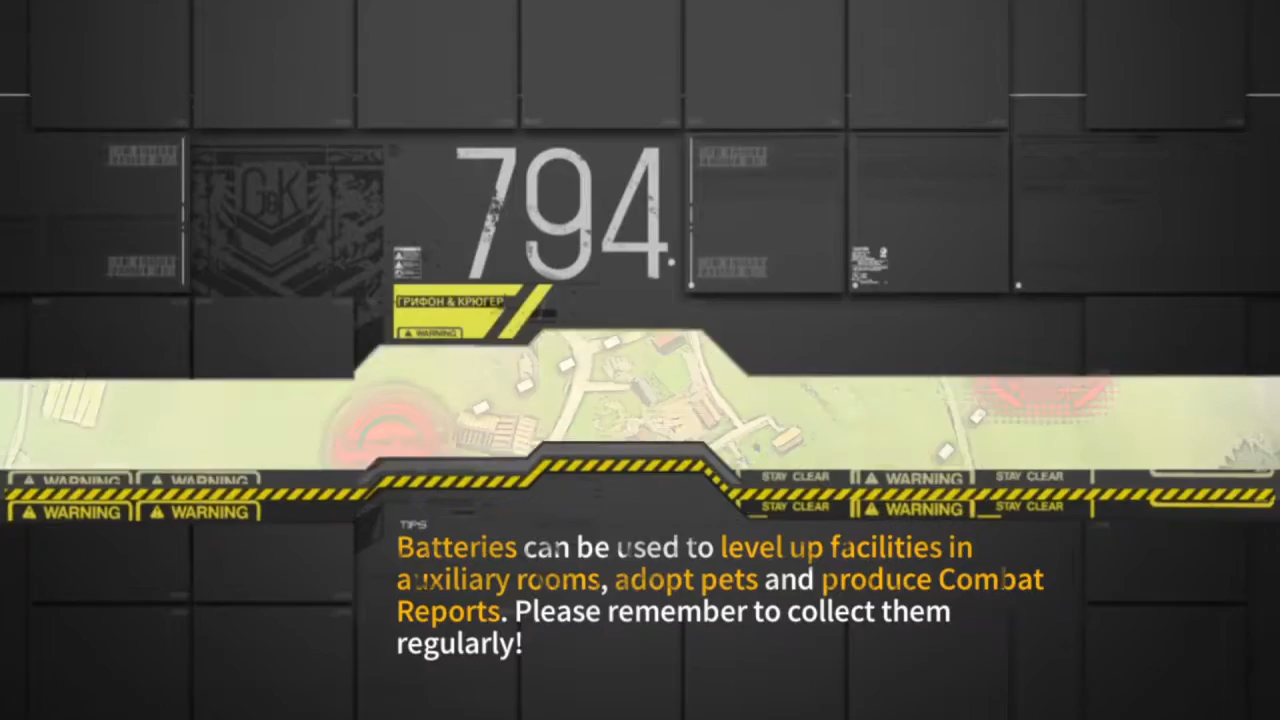 G&K
794.
ГРИФОН & КРЮГЕР
WARNING
WARNING WARNING STAY CLEAR WARNING STAY CLEAR
WARNING WARNING STAY CLEAR WARNING STAY CLEAR
TIPS
Batteries can be used to level up facilities in
auxiliary rooms, adopt pets and produce Combat
Reports. Please remember to collect them
regularly!